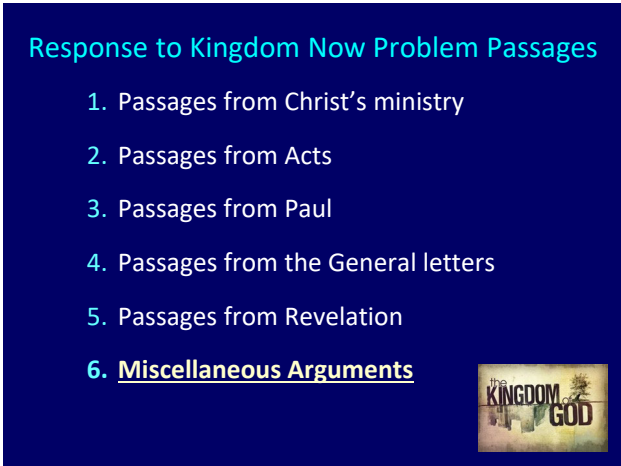 Response to Kingdom Now Problem Passages
1. Passages from Christ’s ministry
2. Passages from Acts
3. Passages from Paul
4. Passages from the General letters
5. Passages from Revelation
6. Miscellaneous Arguments
the
KINGDOM of
GOD